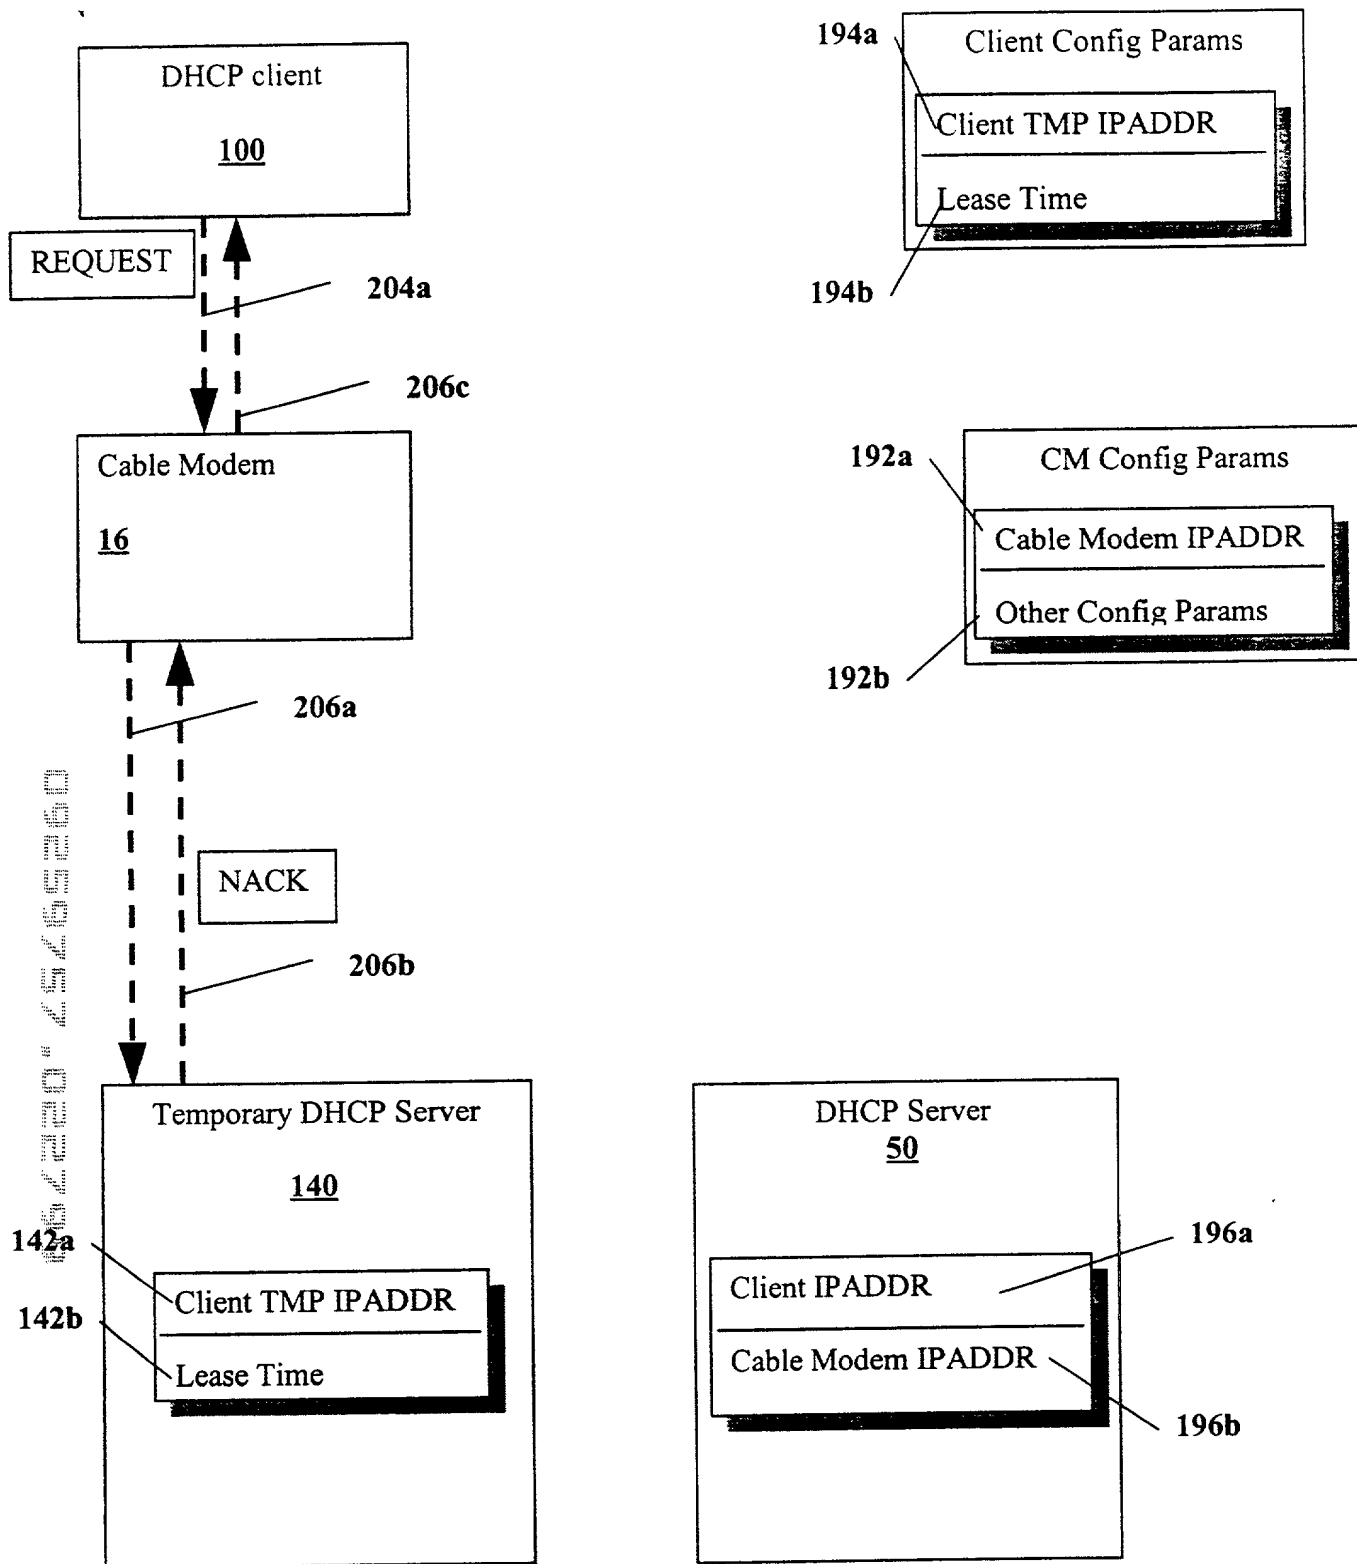 DHCP client
100
194a
Client Config Params
Client TMP IPADDR
Lease Time
194b
REQUEST
204a
206c
Cable Modem
16
192a
CM Config Params
Cable Modem IPADDR
Other Config Params
192b
206a
NACK
206b
Temporary DHCP Server
140
142a
Client TMP IPADDR
142b
Lease Time
DHCP Server
50
196a
Client IPADDR
Cable Modem IPADDR
196b